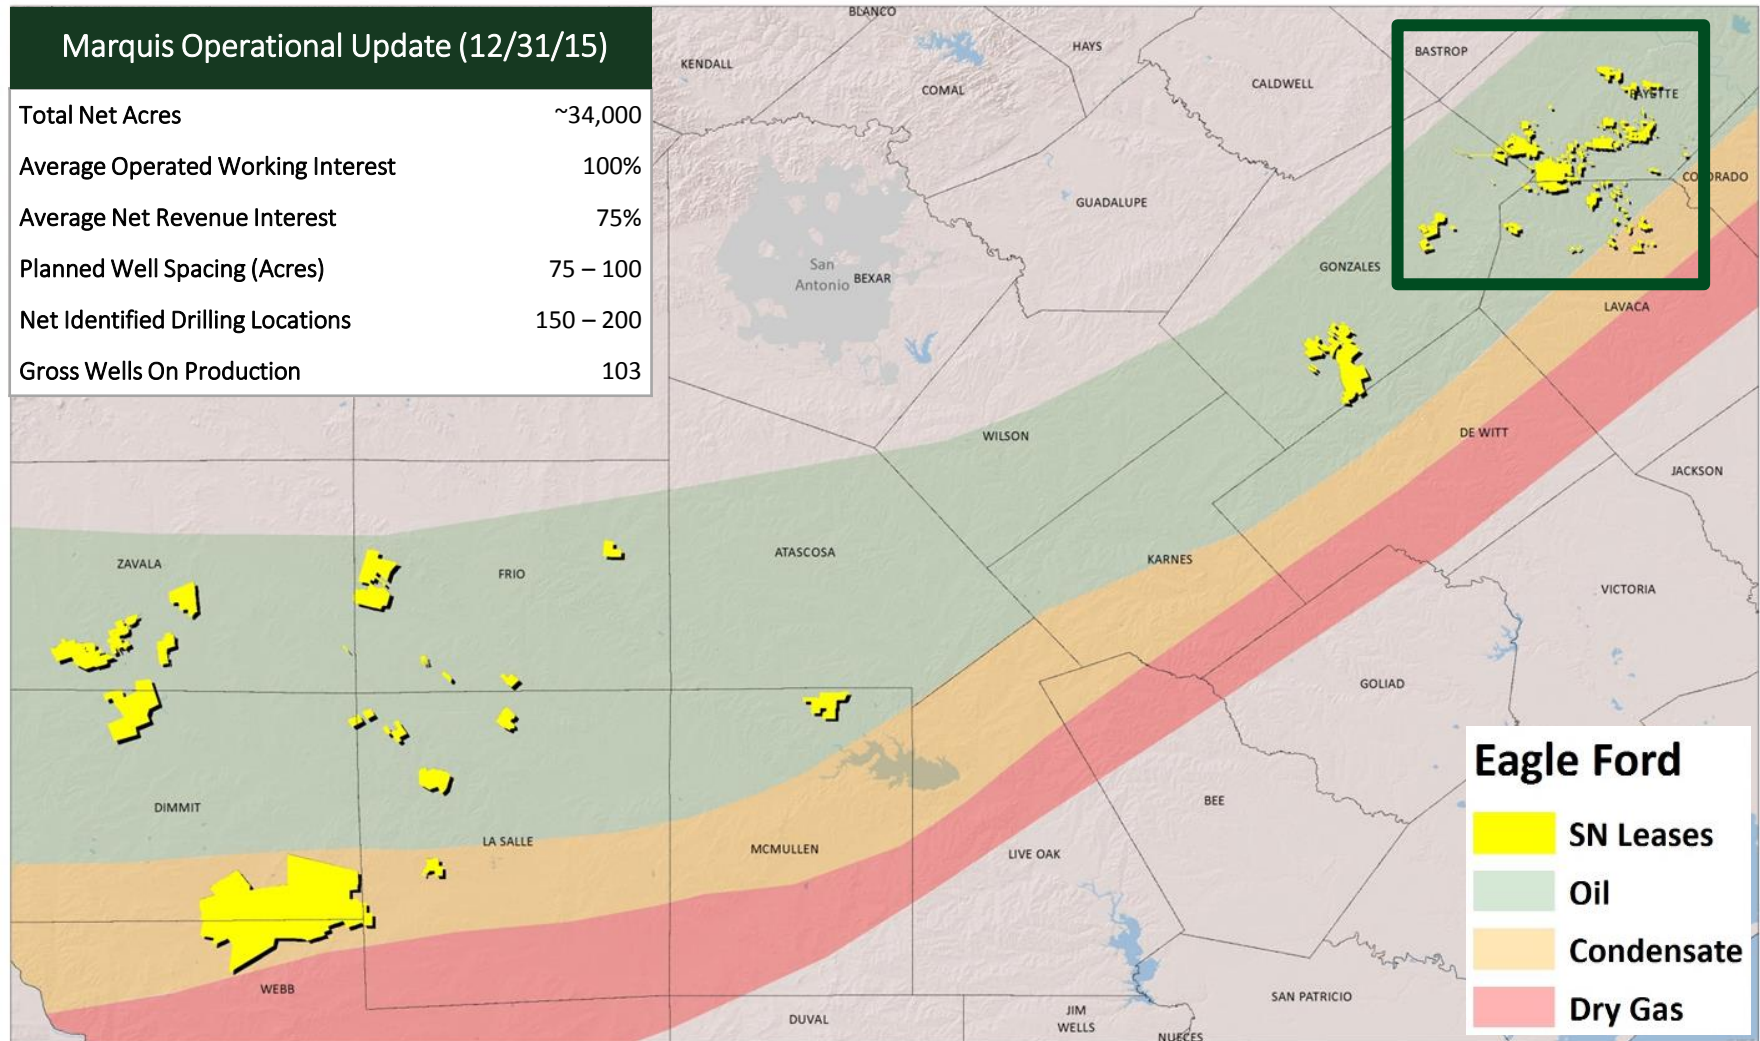 Marquis Operational Update (12/31/15)
Total Net Acres ~34,000
Average Operated Working Interest 100%
Average Net Revenue Interest 75%
Planned Well Spacing (Acres) 75 – 100
Net Identified Drilling Locations 150 – 200
Gross Wells On Production 103
BLANCO
HAYS
BASTROP
KENDALL
CALDWELL
COMAL
FAYETTE
COLORADO
GUADALUPE
San
Antonio
BEXAR
GONZALES
LAVACA
WILSON
DE WITT
JACKSON
ATASCOSA
KARNES
ZAVALA
FRIO
VICTORIA
GOLIAD
DIMMIT
BEE
LA SALLE
MCMULLEN
LIVE OAK
WEBB
SAN PATRICIO
DUVAL
JIM
WELLS
NUECES
Eagle Ford
SN Leases
Oil
Condensate
Dry Gas